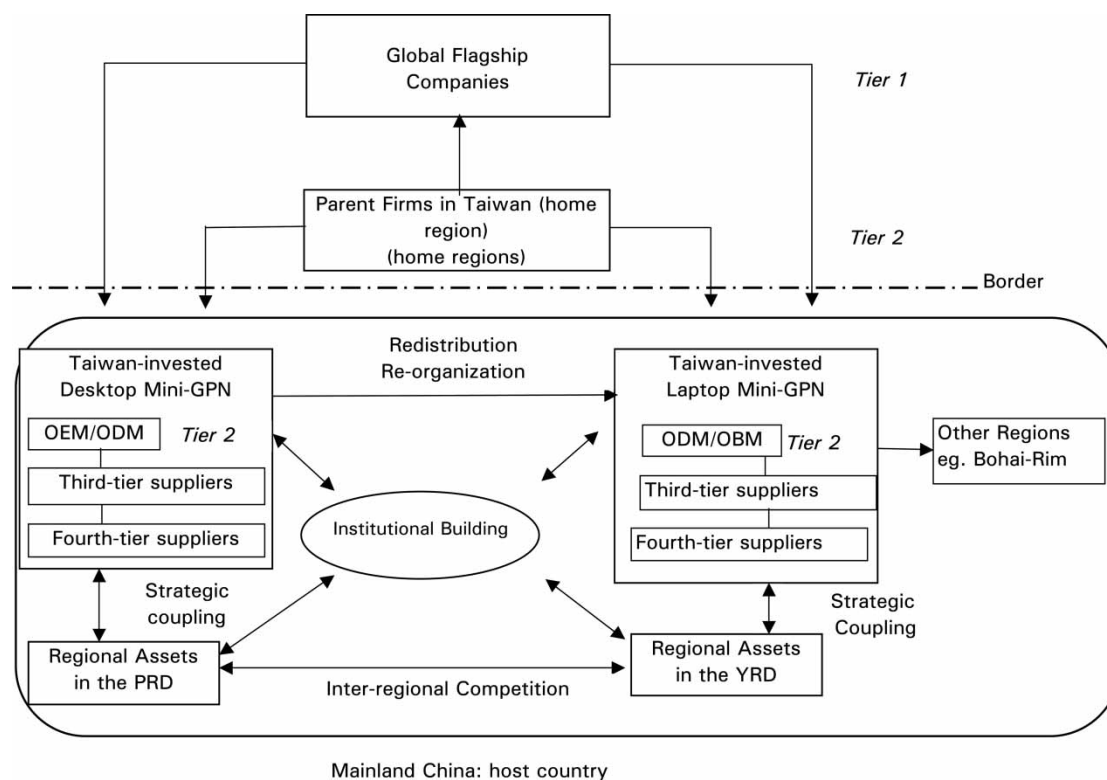 Global Flagship
Companies
Tier 1
Parent Firms in Taiwan (home
region)
(home regions)
Tier 2
Border
Taiwan-invested
Desktop Mini-GPN
OEM/ODM
Tier 2
Third-tier suppliers
Fourth-tier suppliers
Redistribution
Re-organization
Taiwan-invested
Laptop Mini-GPN
ODM/OBM
Tier 2
Third-tier suppliers
Fourth-tier suppliers
Other Regions
eg. Bohai-Rim
Institutional Building
Strategic
coupling
Strategic
Coupling
Regional Assets
in the PRD
Inter-regional Competition
Regional Assets
in the YRD
Mainland China: host country